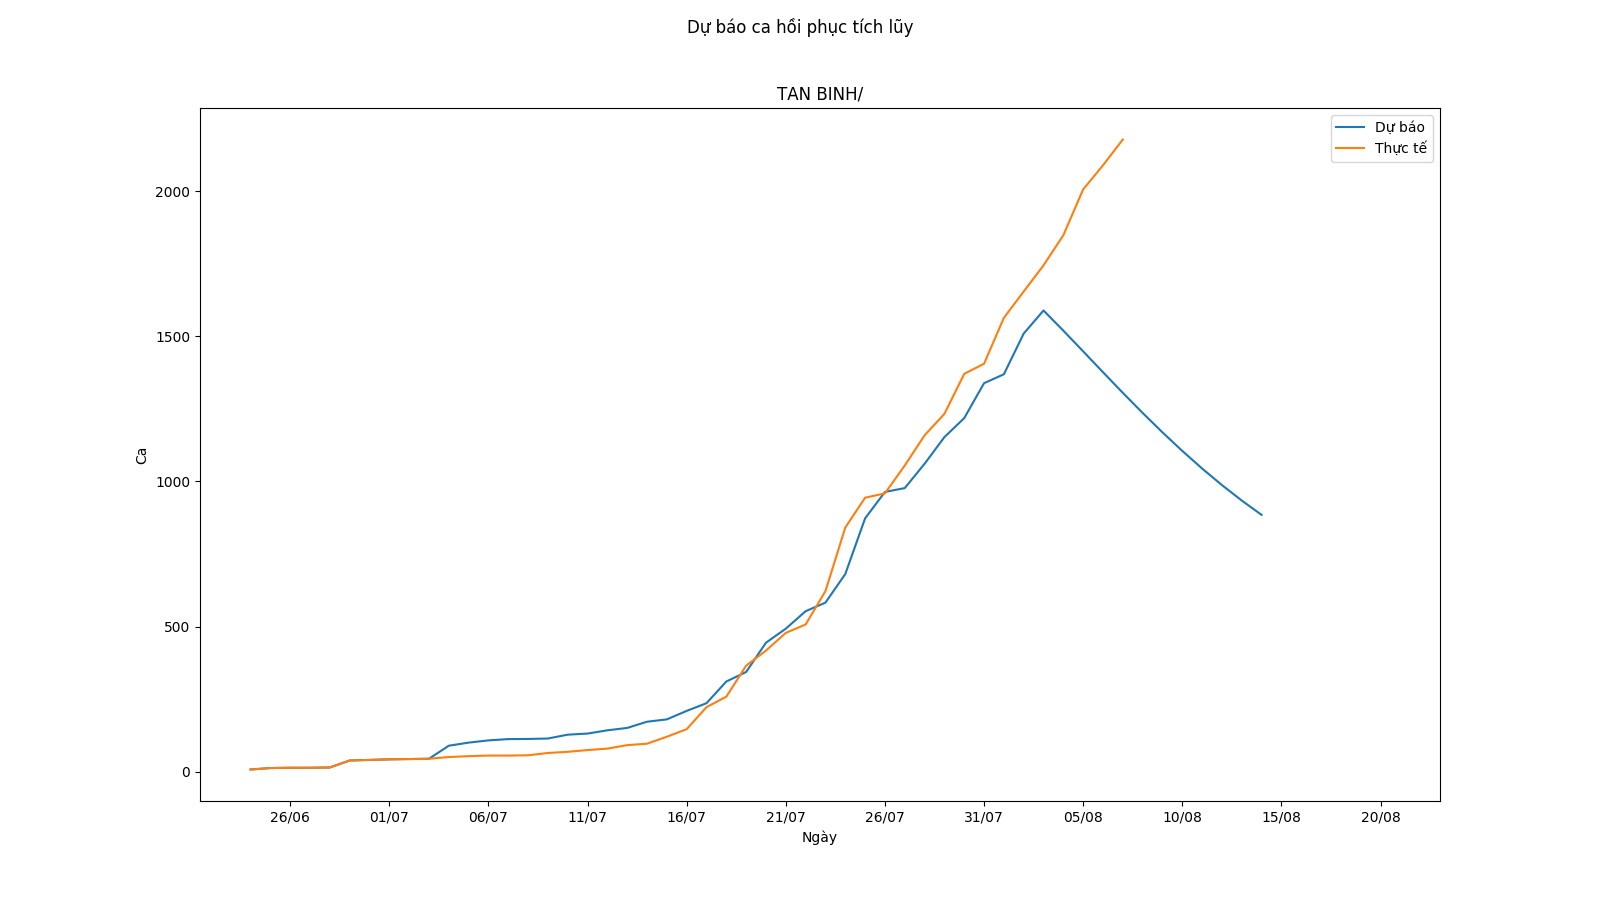 Dự báo ca hồi phục tích lũy
TAN BINH/
Dự báo
Thực tế
2000
1500
1000
500
0
Ca
26/06 01/07 06/07 11/07 16/07 21/07 26/07 31/07 05/08 10/08 15/08 20/08
Ngày